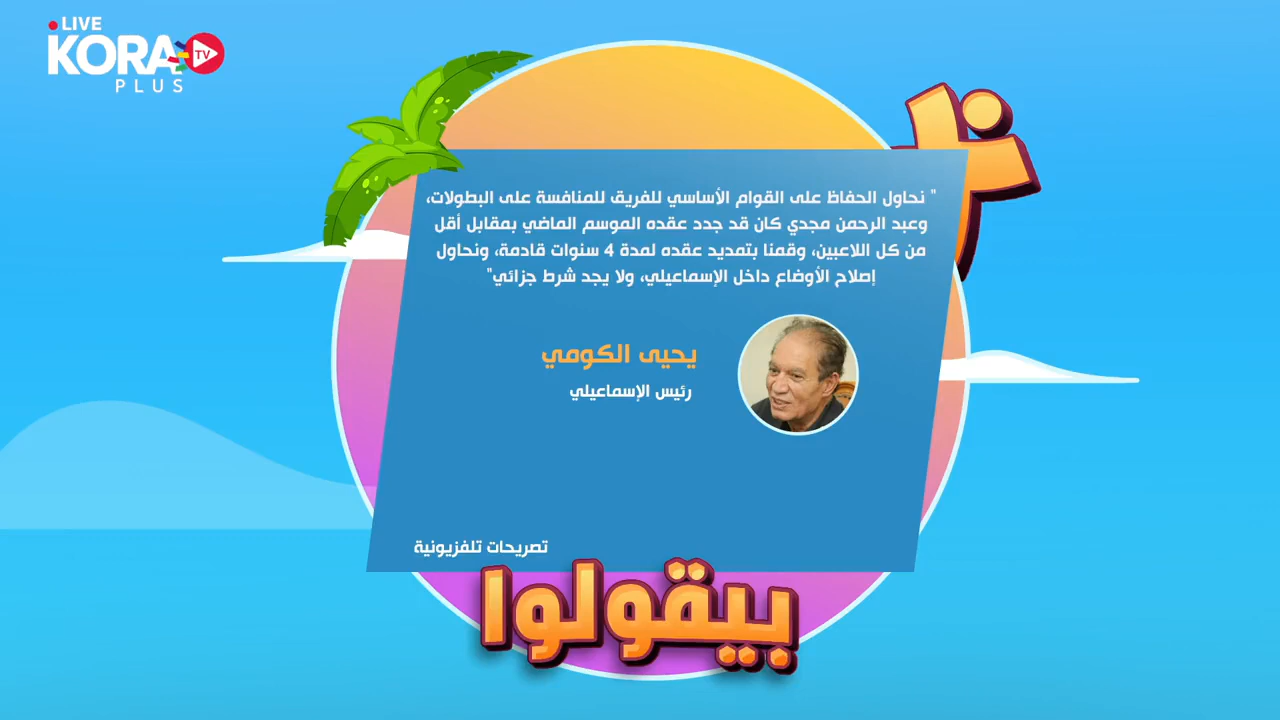 LIVE
KORA TV
PLUS
" نحاول الحفاظ على القوام الأساسي للفريق للمنافسة على البطولات،
وعبد الرحمن مجدي كان قد جدد عقده الموسم الماضي بمقابل أقل
من كل اللاعبين، وقمنا بتمديد عقده لمدة 4 سنوات قادمة، ونحاول
إصلاح الأوضاع داخل الإسماعيلي، ولا يجد شرط جزائي"
يحيى الكومي
رئيس الإسماعيلي
تصريحات تلفزيونية
بيقولوا